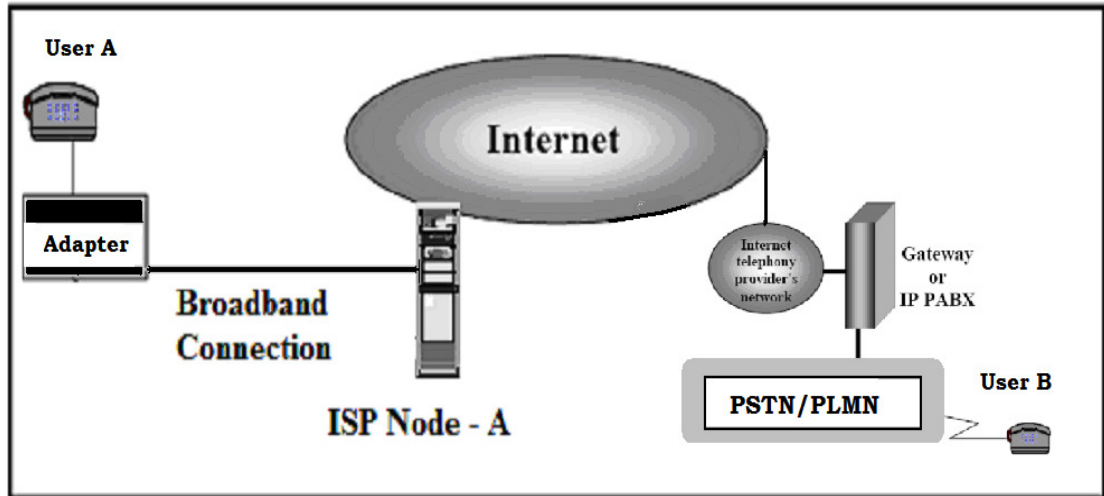 User A
Internet
Adapter
Broadband
Connection
ISP Node - A
Internet
telephony
provider's
network
Gateway
or
IP PABX
PSTN/PLMN
User B